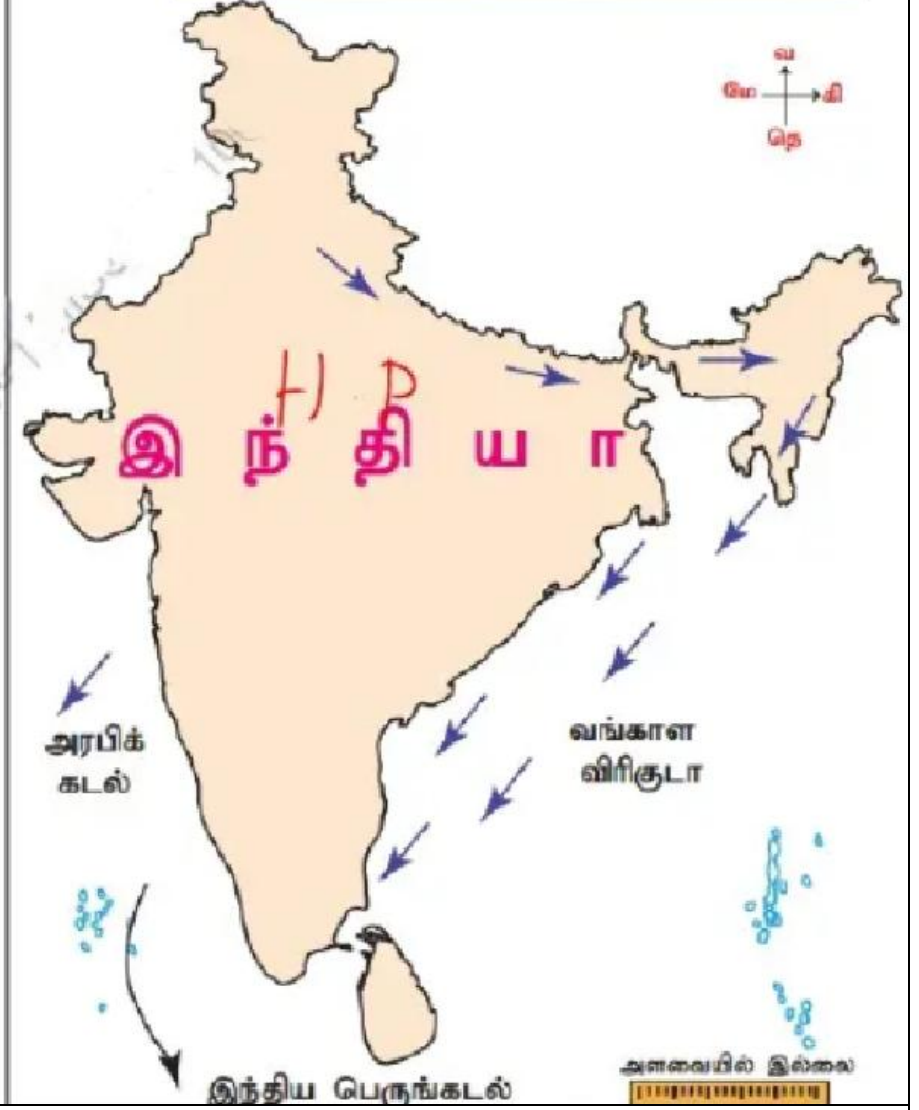 வ
மே கி
தெ
H P
இ ந் தி ய ா
அரபிக்
கடல்
வங்காள
விரிகுடா
அளவையில் இல்லை
இந்திய பெருங்கடல்